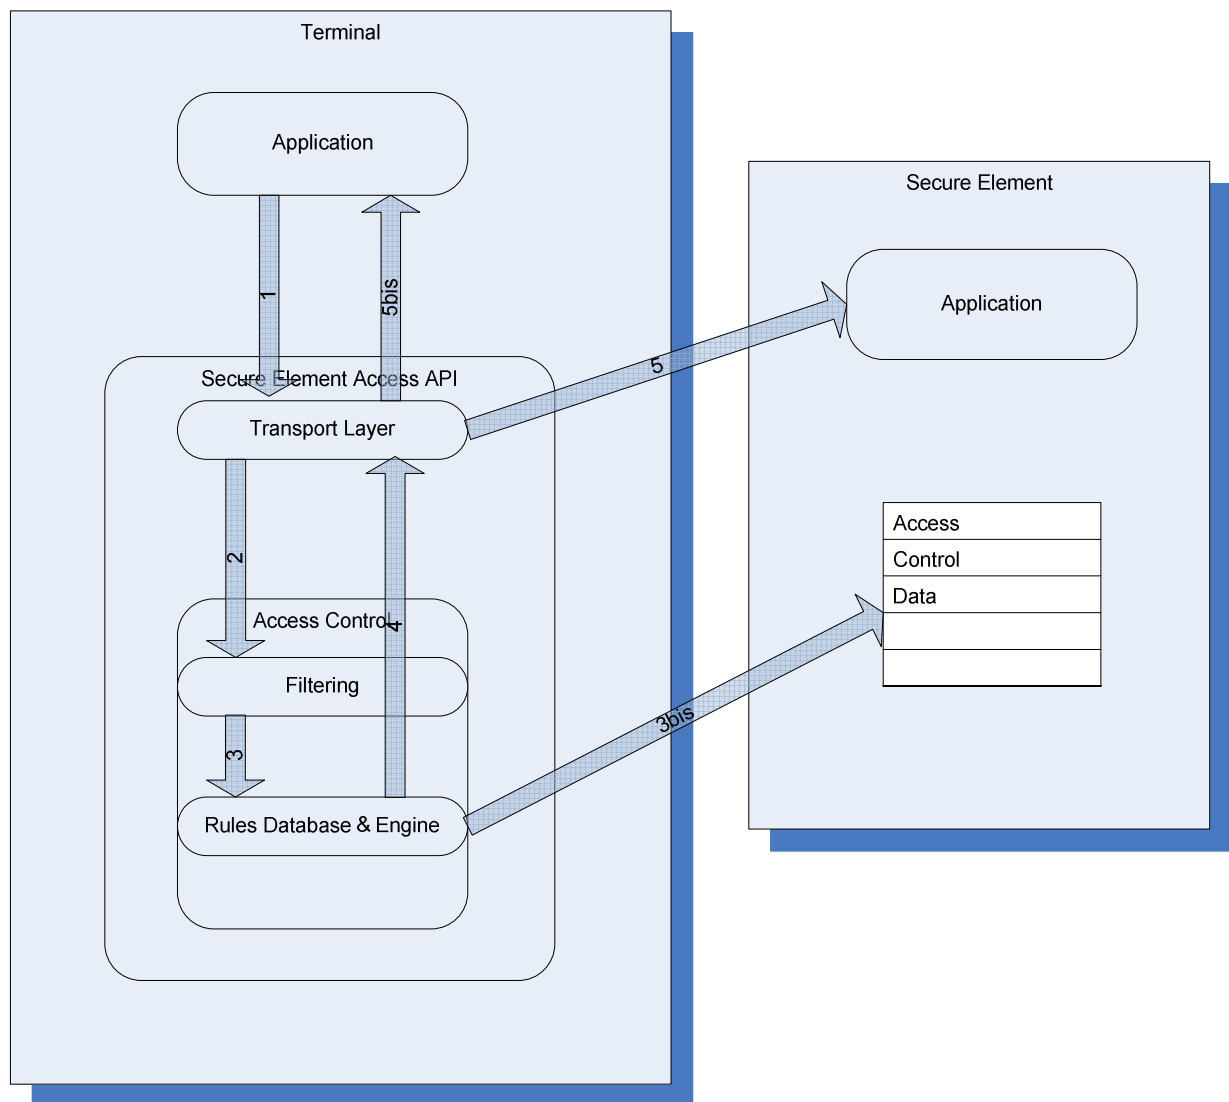 Terminal
Application
1
5bis
Secure Element Access API
Transport Layer
2
4
Access Control
Filtering
3
Rules Database & Engine
5
3bis
Secure Element
Application
Access
Control
Data